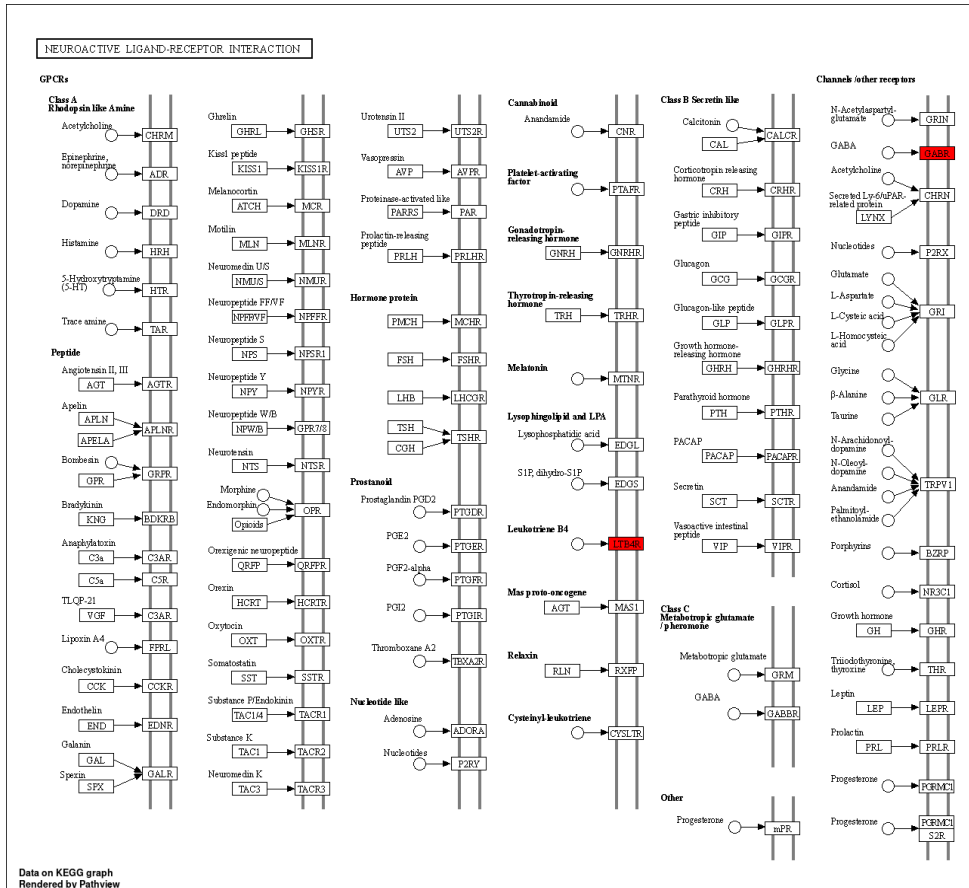 NEUROACTIVE LIGAND-RECEPTOR INTERACTION
GPCRs
Class A
Rhodopsin like Amine
Acetylcholine
CHRM
Epinephrine,
norepinephrine
ADR
Dopamine
DRD
Histamine
HRH
5-Hydroxytryptamine
(5-HT)
HTR
Trace amine
TAR
Peptide
Angiotensin II, III
AGT
AGTR
Apelin
APLN
APELA
APLNR
Bombesin
GPR
GRPR
Bradykinin
KNG
BDKRB
Anaphylatoxin
C3a
C3AR
C5a
C5R
TLQP-21
VGF
C3AR
Lipoxin A4
FPRL
Cholecystokinin
CCK
CCKR
Endothelin
END
EDNR
Galanin
GAL
Spexin
SPX
GALR
Ghrelin
GHRL
GHSR
Kiss1 peptide
KISS1
KISS1R
Melanocortin
ATCH
MCR
Motilin
MLN
MLNR
Neuromedin U/S
NMU/S
NMUR
Neuropeptide FF/VF
NPFF/VF
NPFFR
Neuropeptide S
NPS
NPSR1
Neuropeptide Y
NPY
NPYR
Neuropeptide W/B
NPW/B
GPR7/8
Neurotensin
NTS
NTSR
Morphine
Endomorphin
Opioids
OPR
Orexigenic neuropeptide
QRFP
QRFPR
Orexin
HCRT
HCRTR
Oxytocin
OXT
OXTR
Somatostatin
SST
SSTR
Substance P/Endokinin
TAC1/4
TACR1
Substance K
TAC1
TACR2
Neuromedin K
TAC3
TACR3
Urotensin II
UTS2
UTS2R
Vasopressin
AVP
AVPR
Proteinase-activated like
PARRS
PAR
Prolactin-releasing
peptide
PRLH
PRLHR
Hormone protein
PMCH
MCHR
FSH
FSHR
LHB
LHCGR
TSH
CGH
TSHR
Prostanoid
Prostaglandin PGD2
PTGDR
PGE2
PTGER
PGF2-alpha
PTGFR
PGI2
PTGIR
Thromboxane A2
TBXA2R
Nucleotide like
Adenosine
ADORA
Nucleotides
P2RY
Cannabinoid
Anandamide
CNR
Platelet-activating
factor
PTAFR
Gonadotropin-
releasing hormone
GNRH
GNRHR
Thyrotropin-releasing
hormone
TRH
TRHR
Melatonin
MTNR
Lysophingolipid and LPA
Lysophosphatidic acid
EDGL
S1P, dihydro-S1P
EDGS
Leukotriene B4
LTB4R
Mas proto-oncogene
AGT
MAS1
Relaxin
RLN
RXFP
Cysteinyl-leukotriene
CYSLTR
Class B Secretin like
Calcitonin
CAL
CALCR
Corticotropin releasing
hormone
CRH
CRHR
Gastric inhibitory
peptide
GIP
GIPR
Glucagon
GCG
GCGR
Glucagon-like peptide
GLP
GLPR
Growth hormone-
releasing hormone
GHRH
GHRHR
Parathyroid hormone
PTH
PTHR
PACAP
PACAP
PACAPR
Secretin
SCT
SCTR
Vasoactive intestinal
peptide
VIP
VIPR
Class C
Metabotropic glutamate
/ pheromone
Metabotropic glutamate
GRM
GABA
GABBR
Other
Progesterone
mPR
Channels /other receptors
N-Acetylaspartyl-
glutamate
GRIN
GABA
GABR
Acetylcholine
Secreted Ly-6/uPAR-
related protein
LYNX
CHRN
Nucleotides
P2RX
Glutamate
L-Aspartate
L-Cysteic acid
L-Homocysteic
acid
GRI
Glycine
β-Alanine
Taurine
GLR
N-Arachidonoyl-
dopamine
N-Oleoyl-
dopamine
Anandamide
Palmitoyl-
ethanolamide
TRPV1
Porphyrins
BZRP
Cortisol
NR3C1
Growth hormone
GH
GHR
Triiodothyronine,
thyroxine
THR
Leptin
LEP
LEPR
Prolactin
PRL
PRLR
Progesterone
PGRMC1
Progesterone
PGRMC1
S2R
Data on KEGG graph
Rendered by Pathview